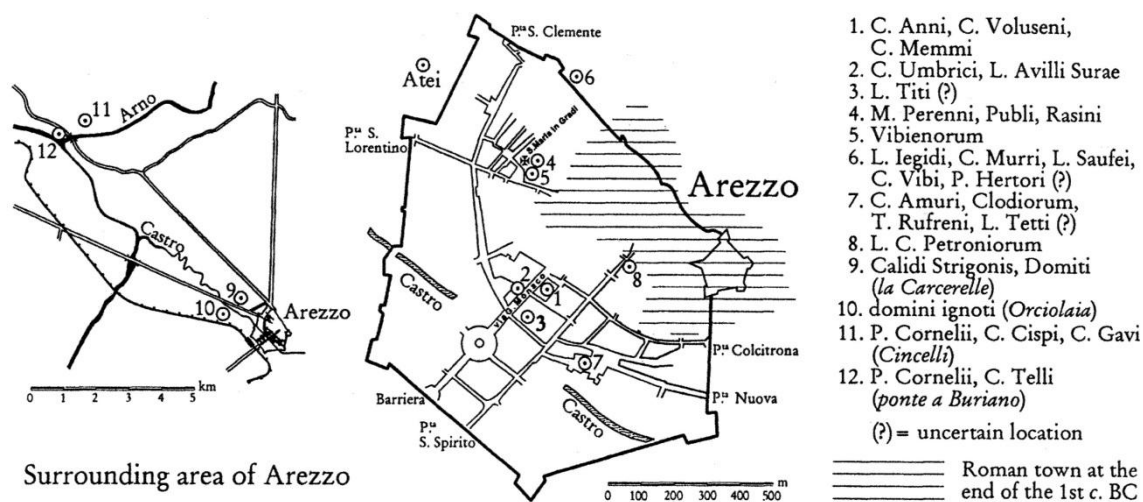 11
Arno
12
Castro
9
10
Arezzo
km
0 1 2 3 4 5
Surrounding area of Arezzo
P.ta S. Clemente
Atei
6
P.ta S.
Lorentino
S. Maria in Gradi
4
5
Arezzo
Castro
2
viaG. Monaco
1
8
3
7
P.ta Colcitrona
Castro
P.ta Nuova
Barriera
P.ta
S. Spirito
m
0 100 200 300 400 500
1. C. Anni, C. Voluseni,
C. Memmi
2. C. Umbrici, L. Avilli Surae
3. L. Titi (?)
4. M. Perenni, Publi, Rasini
5. Vibienorum
6. L. Iegidi, C. Murri, L. Saufei,
C. Vibi, P. Hertori (?)
7. C. Amuri, Clodiorum,
T. Rufreni, L. Tetti (?)
8. L. C. Petroniorum
9. Calidi Strigonis, Domiti
(la Carcerelle)
10. domini ignoti (Orciolaia)
11. P. Cornelii, C. Cispi, C. Gavi
(Cincelli)
12. P. Cornelii, C. Telli
(ponte a Buriano)
(?) = uncertain location
Roman town at the
end of the 1st c. BC